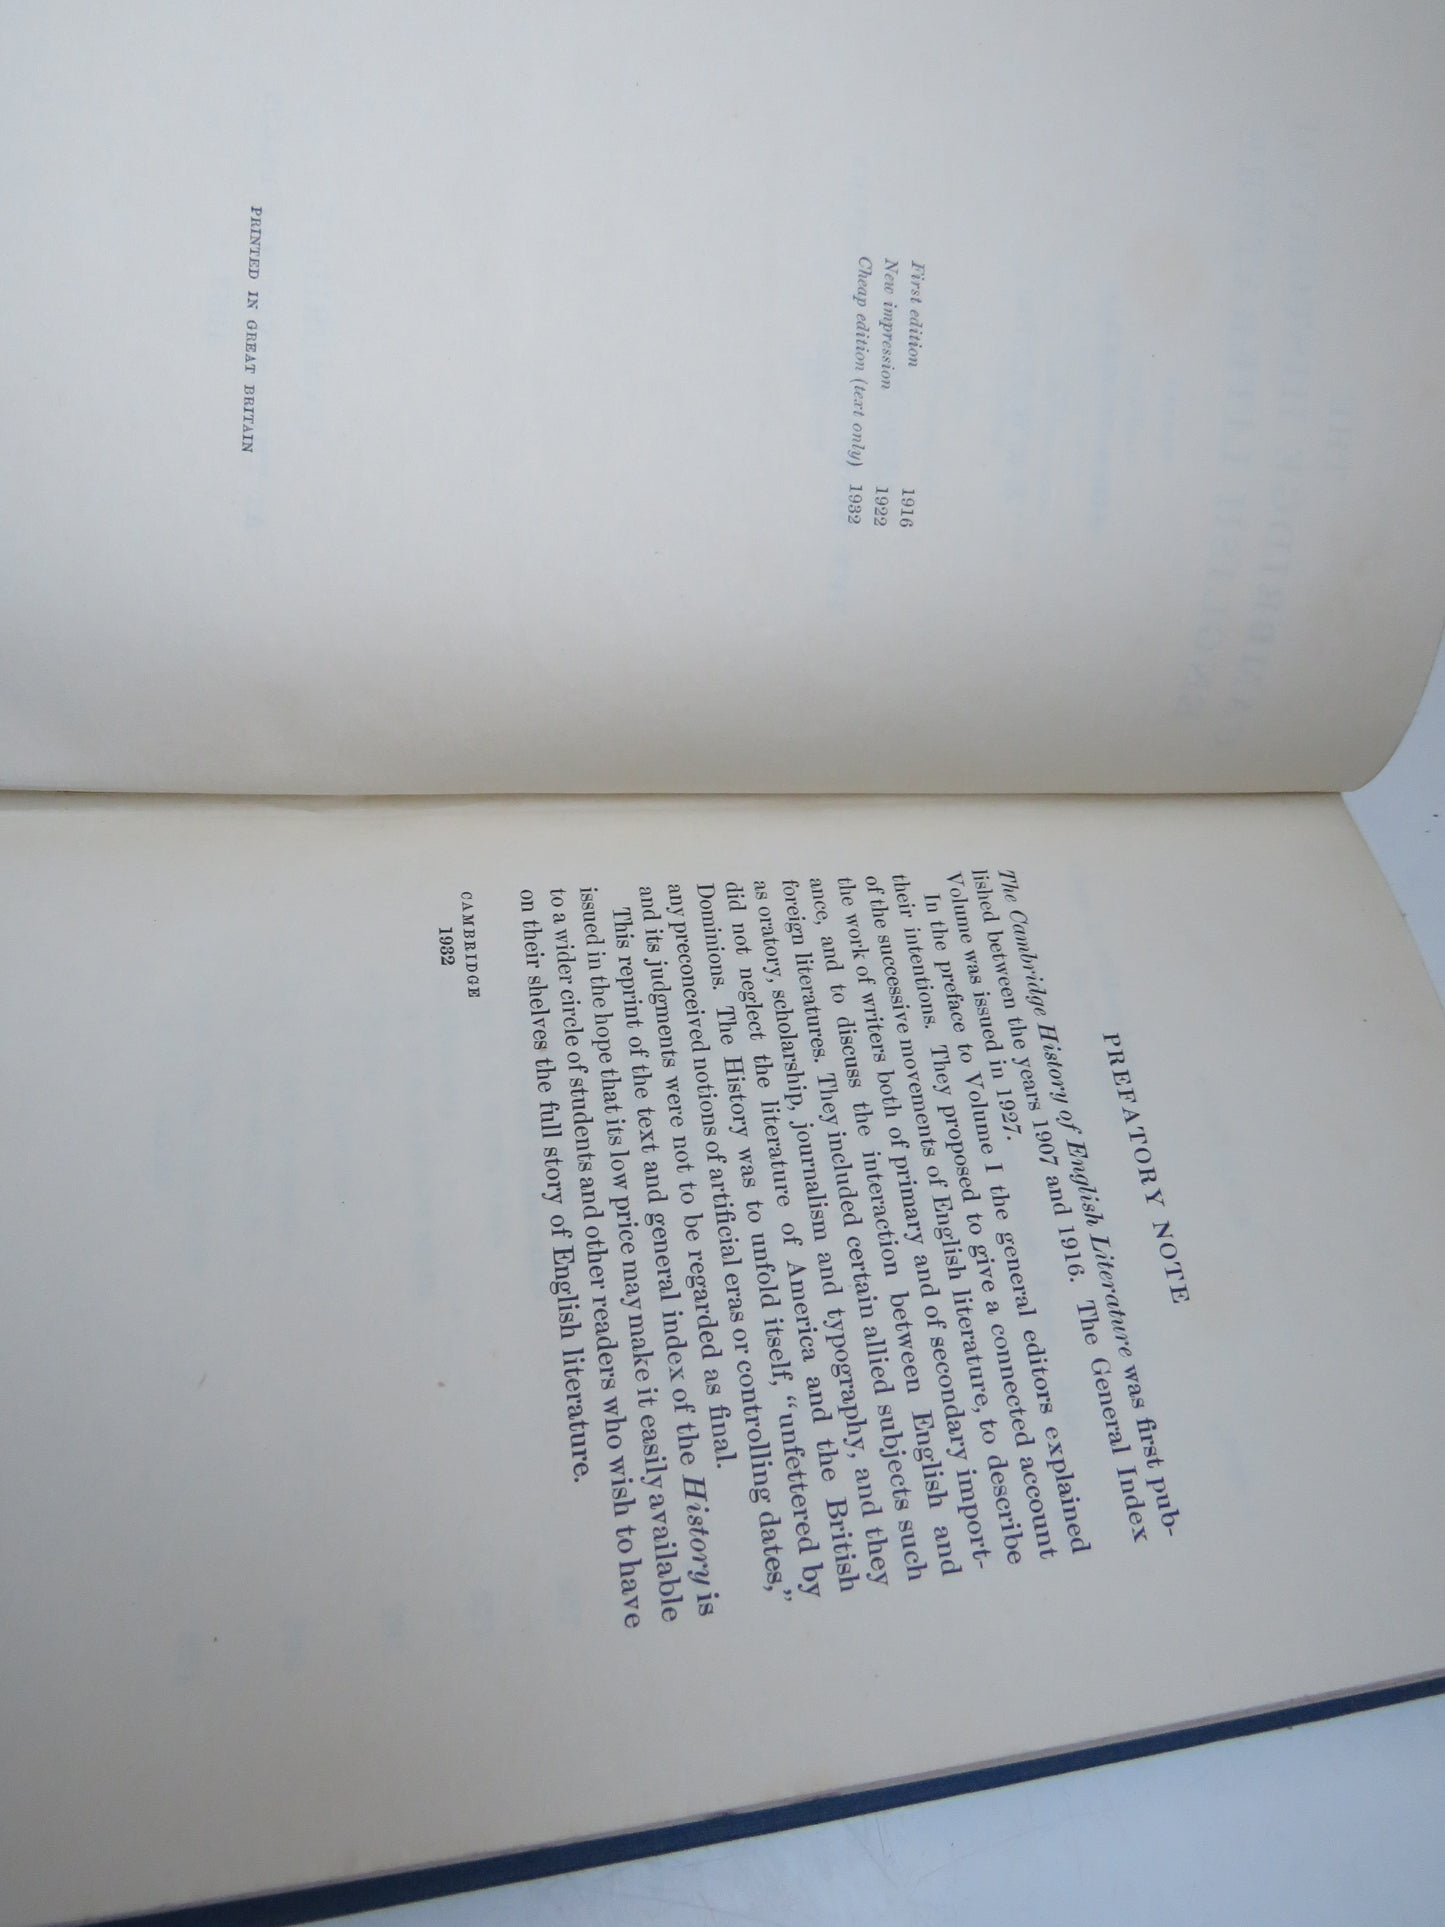 First edition 1916
New impression 1922
Cheap edition (text only) 1932
PRINTED IN GREAT BRITAIN
PREFATORY NOTE
The Cambridge History of English Literature was first pub-
lished between the years 1907 and 1916. The General Index
Volume was issued in 1927.
In the preface to Volume I the general editors explained
their intentions. They proposed to give a connected account
of the successive movements of English literature, to describe
the work of writers both of primary and of secondary import-
ance, and to discuss the interaction between English and
foreign literatures. They included certain allied subjects such
as oratory, scholarship, journalism and typography, and they
did not neglect the literature of America and the British
Dominions. The History was to unfold itself, “unfettered by
any preconceived notions of artificial eras or controlling dates,”
and its judgments were not to be regarded as final.
This reprint of the text and general index of the History is
issued in the hope that its low price may make it easily available
to a wider circle of students and other readers who wish to have
on their shelves the full story of English literature.
CAMBRIDGE
1932